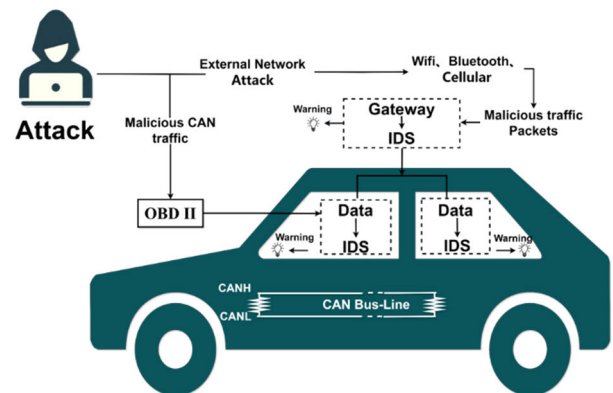 Attack
External Network
Attack
Wifi、Bluetooth、
Cellular
Malicious CAN
traffic
Warning
Gateway
IDS
Malicious traffic
Packets
OBD II
Data
IDS
Warning
Data
IDS
Warning
CANH
CAN Bus-Line
CANL